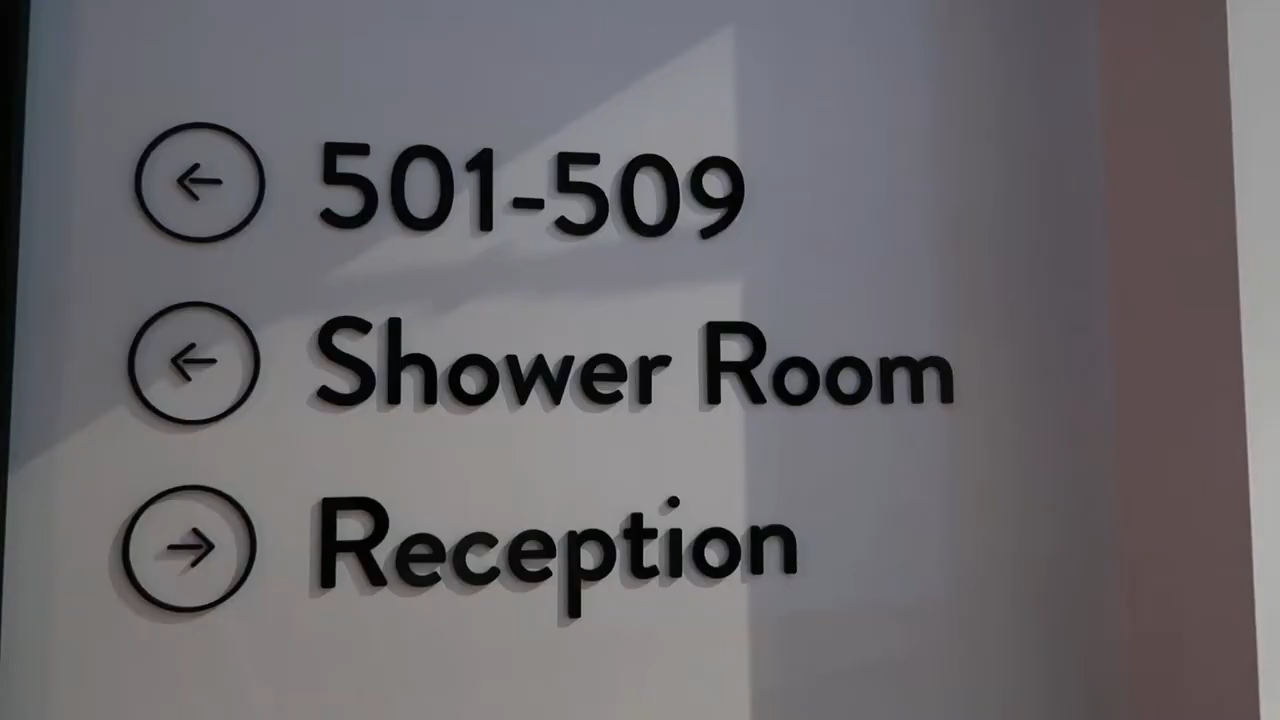 ← 501-509
← Shower Room
→ Reception